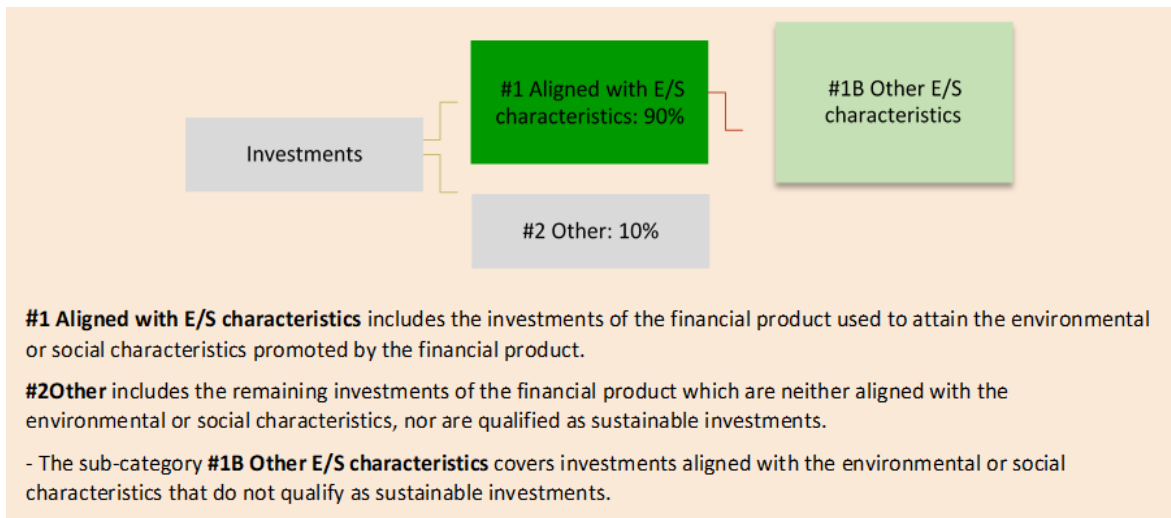 #1 Aligned with E/S
characteristics: 90%
#1B Other E/S
characteristics
Investments
#2 Other: 10%
#1 Aligned with E/S characteristics includes the investments of the financial product used to attain the environmental
or social characteristics promoted by the financial product.
#2Other includes the remaining investments of the financial product which are neither aligned with the
environmental or social characteristics, nor are qualified as sustainable investments.
- The sub-category #1B Other E/S characteristics covers investments aligned with the environmental or social
characteristics that do not qualify as sustainable investments.